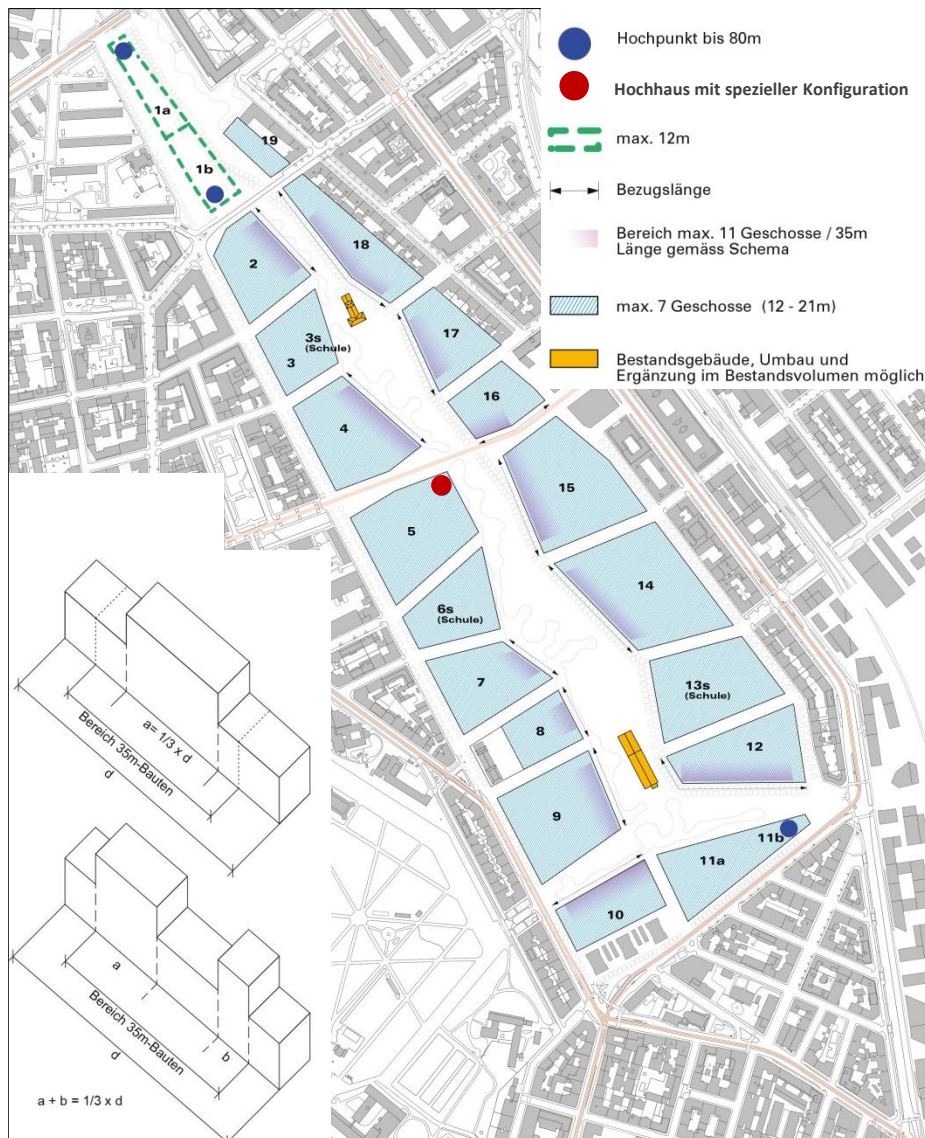 Hochpunkt bis 80m
Hochhaus mit spezieller Konfiguration
max. 12m
Bezugslänge
Bereich max. 11 Geschosse / 35m
Länge gemäss Schema
max. 7 Geschosse (12 - 21m)
Bestandsgebäude, Umbau und
Ergänzung im Bestandsvolumen möglich
1a
1b
19
18
2
3s
(Schule)
3
17
16
4
15
5
14
6s
(Schule)
13s
(Schule)
7
8
12
9
11b
11a
10
a= 1/3 x d
Bereich 35m-Bauten
d
a
Bereich 35m-Bauten
b
d
a + b = 1/3 x d